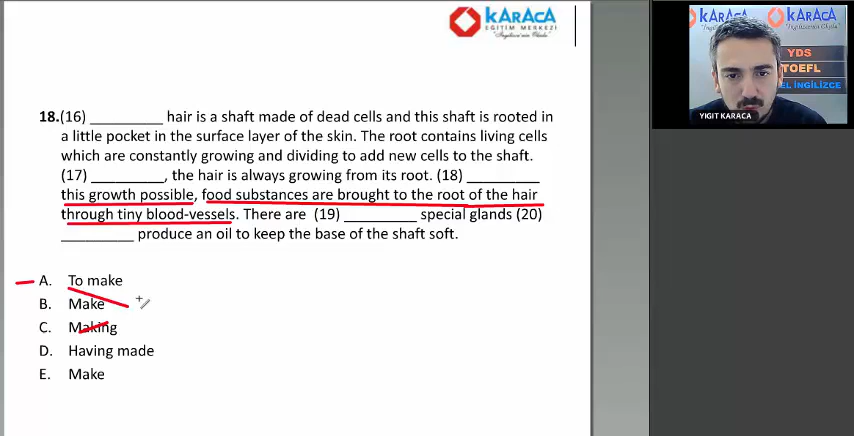 KARACA
EĞİTİM MERKEZİ
18.(16) _________ hair is a shaft made of dead cells and this shaft is rooted in
a little pocket in the surface layer of the skin. The root contains living cells
which are constantly growing and dividing to add new cells to the shaft.
(17) _________, the hair is always growing from its root. (18) _________
this growth possible, food substances are brought to the root of the hair
through tiny blood-vessels. There are (19) _________ special glands (20)
_________ produce an oil to keep the base of the shaft soft.
A. To make
B. Make
C. Making
D. Having made
E. Make
KARACA
KARACA
YDS
TOEFL
EL İNGİLİZCE
YIGIT KARACA